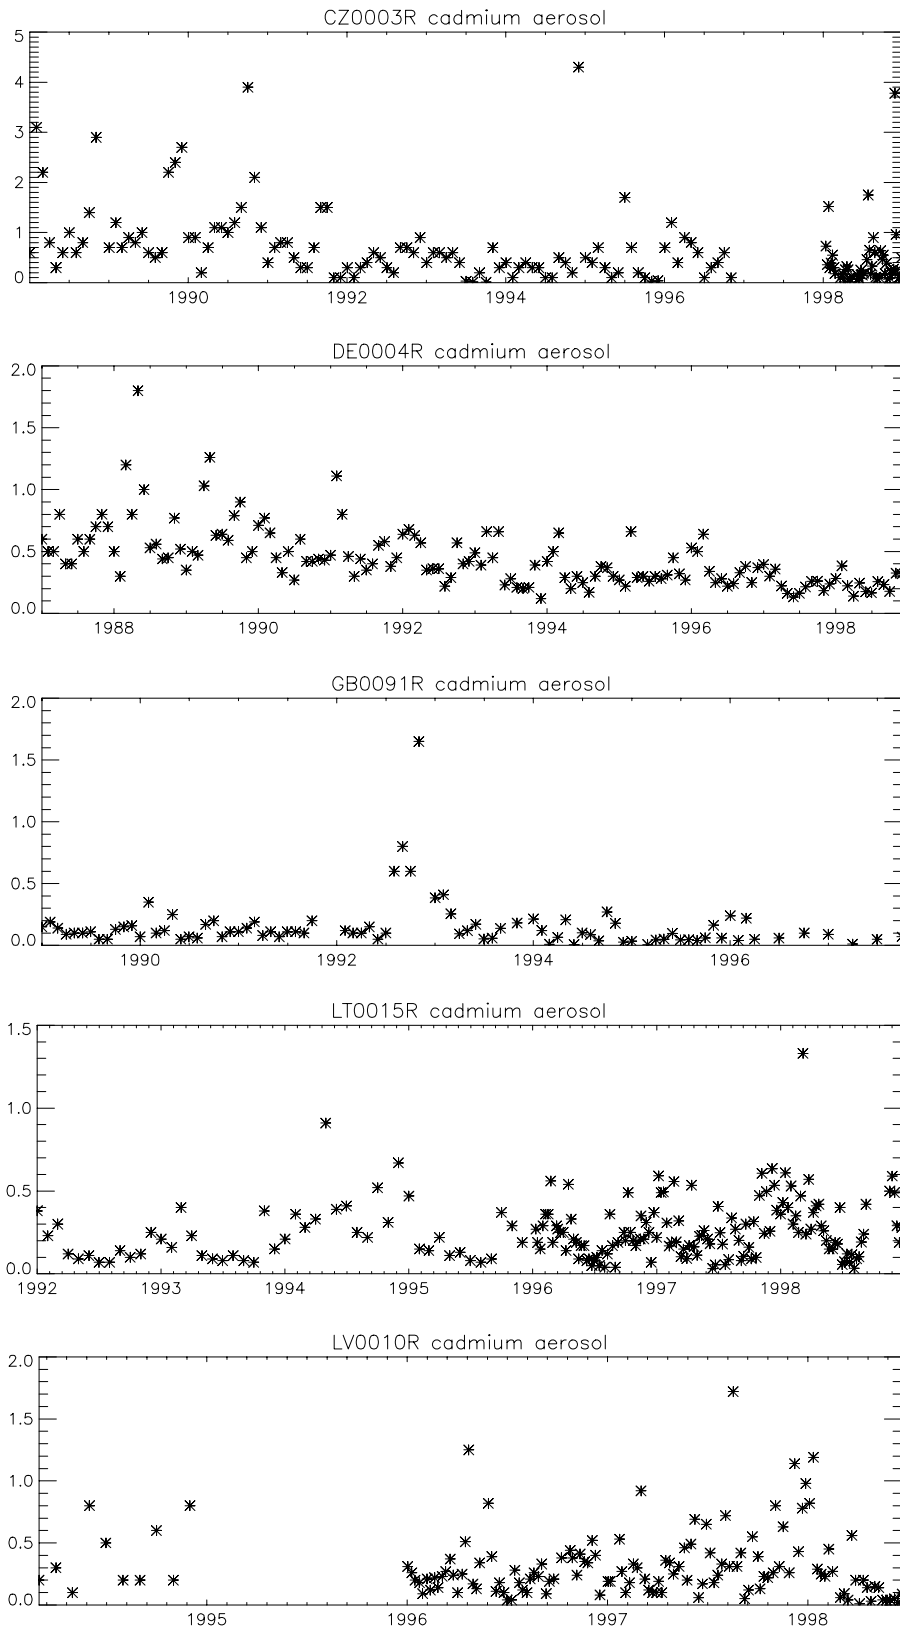 CZ0003R cadmium aerosol
5
4
3
2
1
0
1990 1992 1994 1996 1998
DE0004R cadmium aerosol
2.0
1.5
1.0
0.5
0.0
1988 1990 1992 1994 1996 1998
GB0091R cadmium aerosol
2.0
1.5
1.0
0.5
0.0
1990 1992 1994 1996
LT0015R cadmium aerosol
1.5
1.0
0.5
0.0
1992 1993 1994 1995 1996 1997 1998
LV0010R cadmium aerosol
2.0
1.5
1.0
0.5
0.0
1995 1996 1997 1998